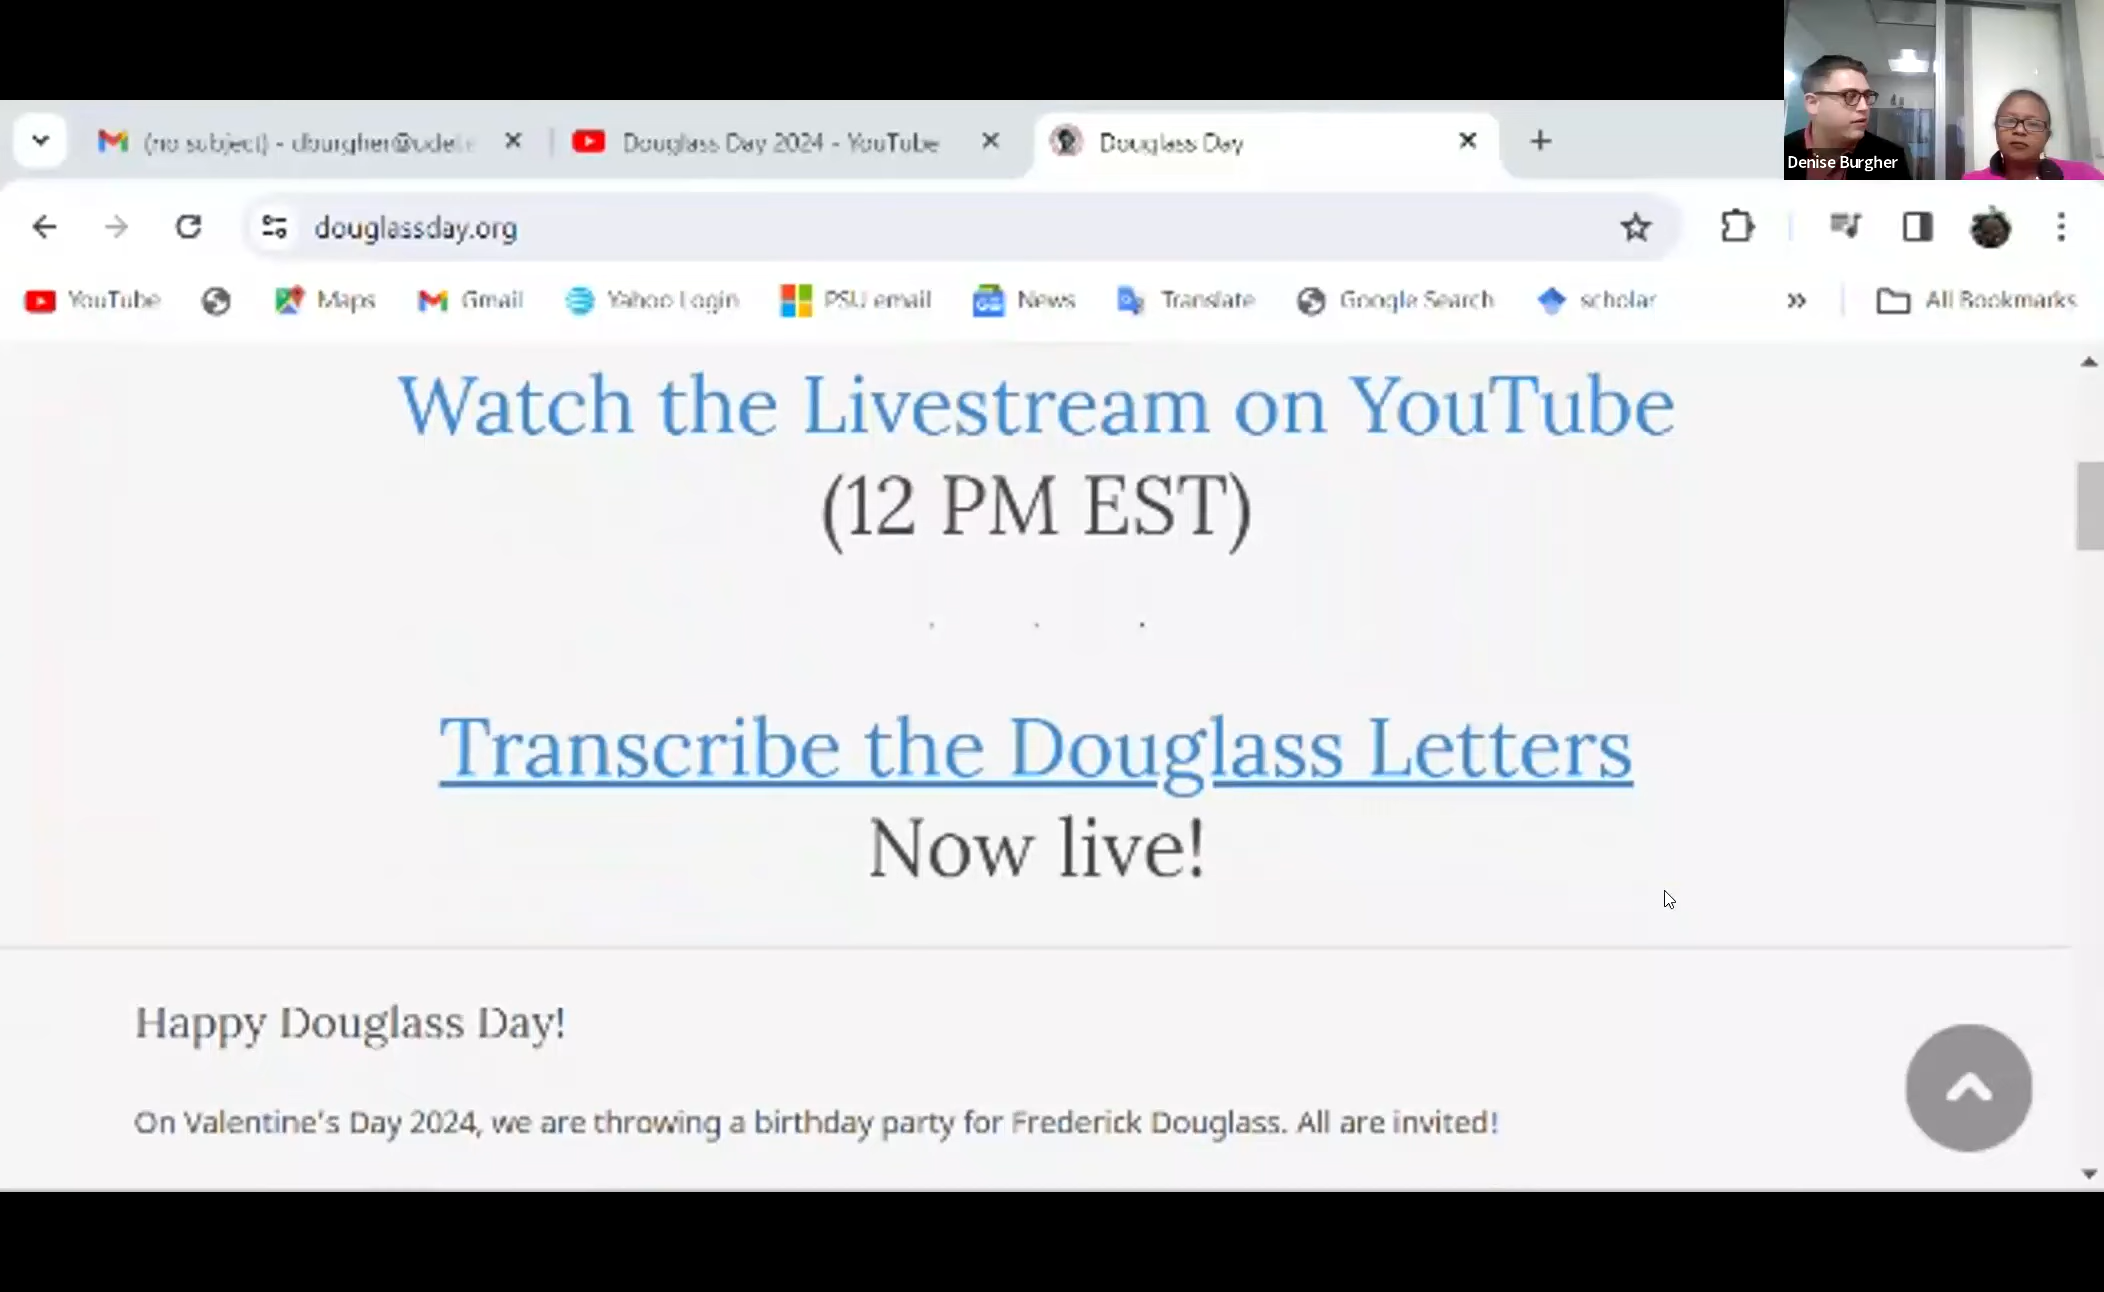 (no subject) - dburgher@udel
Douglass Day 2024 - YouTube
Douglass Day
Denise Burgher
douglassday.org
YouTube
Maps
Gmail
Yahoo Login
PSU email
News
Translate
Google Search
scholar
All Bookmarks
Watch the Livestream on YouTube
(12 PM EST)
. . .
Transcribe the Douglass Letters
Now live!
Happy Douglass Day!
On Valentine's Day 2024, we are throwing a birthday party for Frederick Douglass. All are invited!